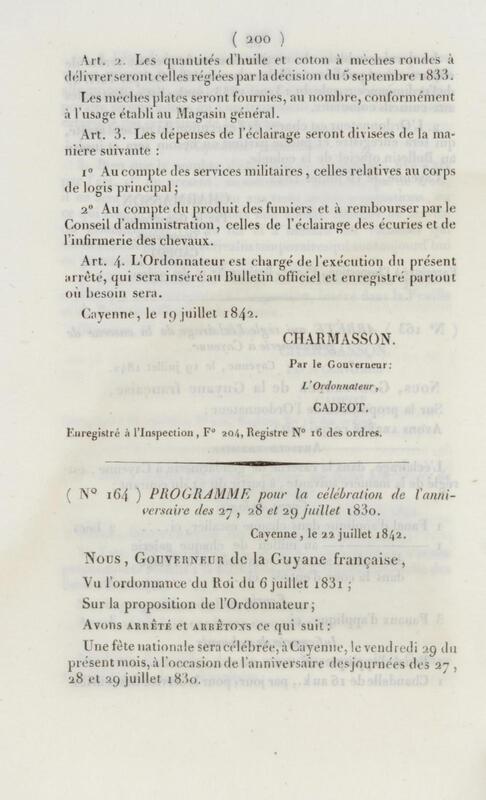 ( 200 )
Art. 2. Les quantités d'huile et coton à mèches rondes à
délivrer seront celles réglées par la décision du 5 septembre 1833.
Les mèches plates seront fournies, au nombre, conformément
à l'usage établi au Magasin général.
Art. 3. Les dépenses de l'éclairage seront divisées de la ma-
nière suivante :
1° Au compte des services militaires, celles relatives au corps
de logis principal;
2° Au compte du produit des fumiers et à rembourser par le
Conseil d'administration, celles de l'éclairage des écuries et de
l'infirmerie des chevaux.
Art. 4. L'Ordonnateur est chargé de l'exécution du présent
arrêté, qui sera inséré au Bulletin officiel et enregistré partout
où besoin sera.
Cayenne, le 19 juillet 1842.
CHARMASSON.
Par le Gouverneur:
L'Ordonnateur,
CADEOT.
Enregistré à l'Inspection, F° 204, Registre N° 16 des ordres.
( N° 164 ) PROGRAMME pour la célébration de l'anni-
versaire des 27, 28 et 29 juillet 1830.
Cayenne, le 22 juillet 1842.
NOUS, GOUVERNEUR de la Guyane française,
Vu l'ordonnance du Roi du 6 juillet 1831 ;
Sur la proposition de l'Ordonnateur;
AVONS ARRÊTÉ et ARRÊTONS ce qui suit :
Une fête nationale sera célébrée, à Cayenne, le vendredi 29 du
présent mois, à l'occasion de l'anniversaire des journées des 27,
28 et 29 juillet 1830.